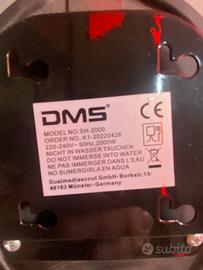 DMS®
MODEL NO.:SH-2000
ORDER NO.:K1-20220426
220-240V~ 50Hz, 2000W
NICHT IN WASSER TAUCHEN
DO NOT IMMERSE INTO WATER
NE PAS IMMERGER DANS L'EAU
NO SUMERGIRLA EN AGUA
Dualmediascout GmbH- Borkstr.15-
48163 Münster-Germany
subito